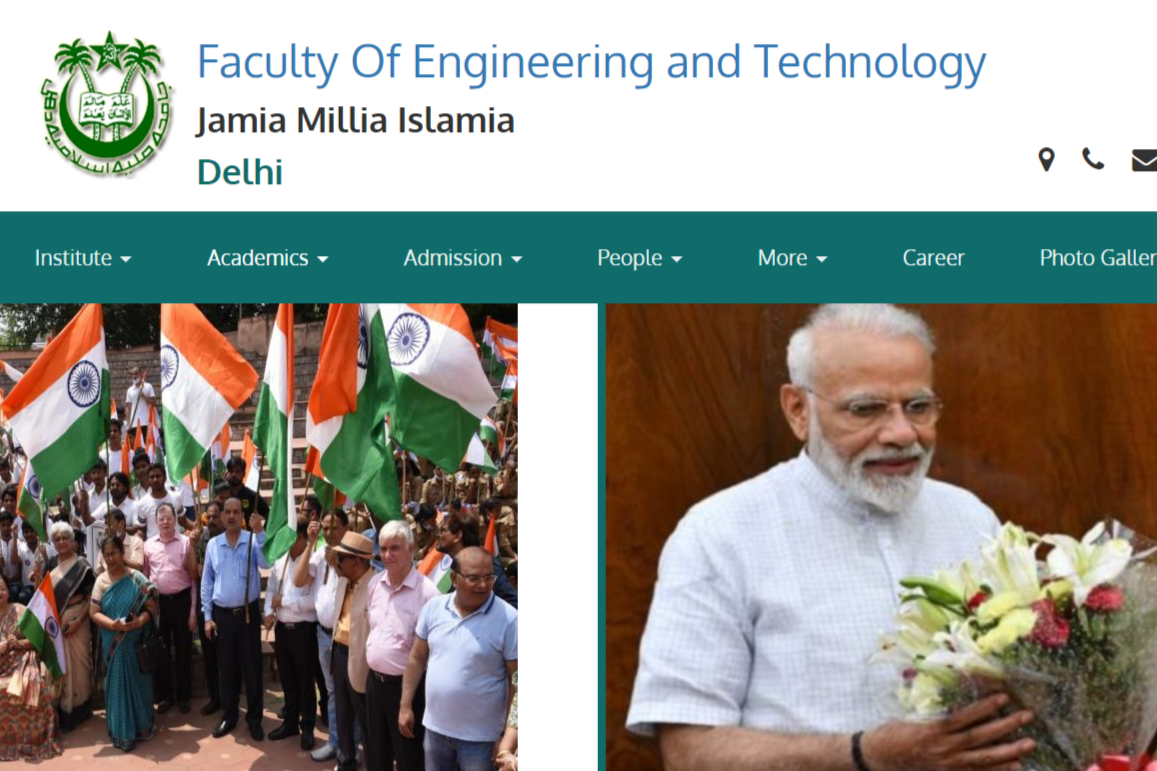 Faculty Of Engineering and Technology
Jamia Millia Islamia
Delhi
Institute Academics Admission People More Career Photo Galler